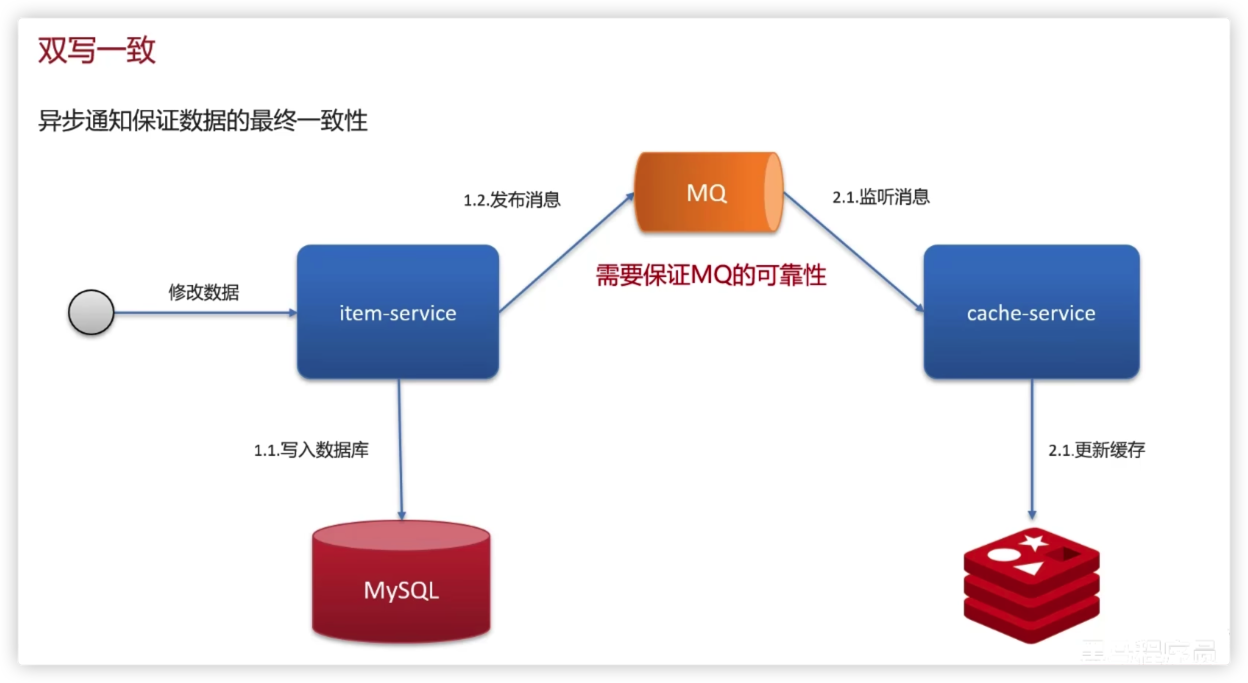 双写一致
异步通知保证数据的最终一致性
1.2.发布消息
MQ
2.1.监听消息
需要保证MQ的可靠性
修改数据
item-service
cache-service
1.1.写入数据库
2.1.更新缓存
MySQL